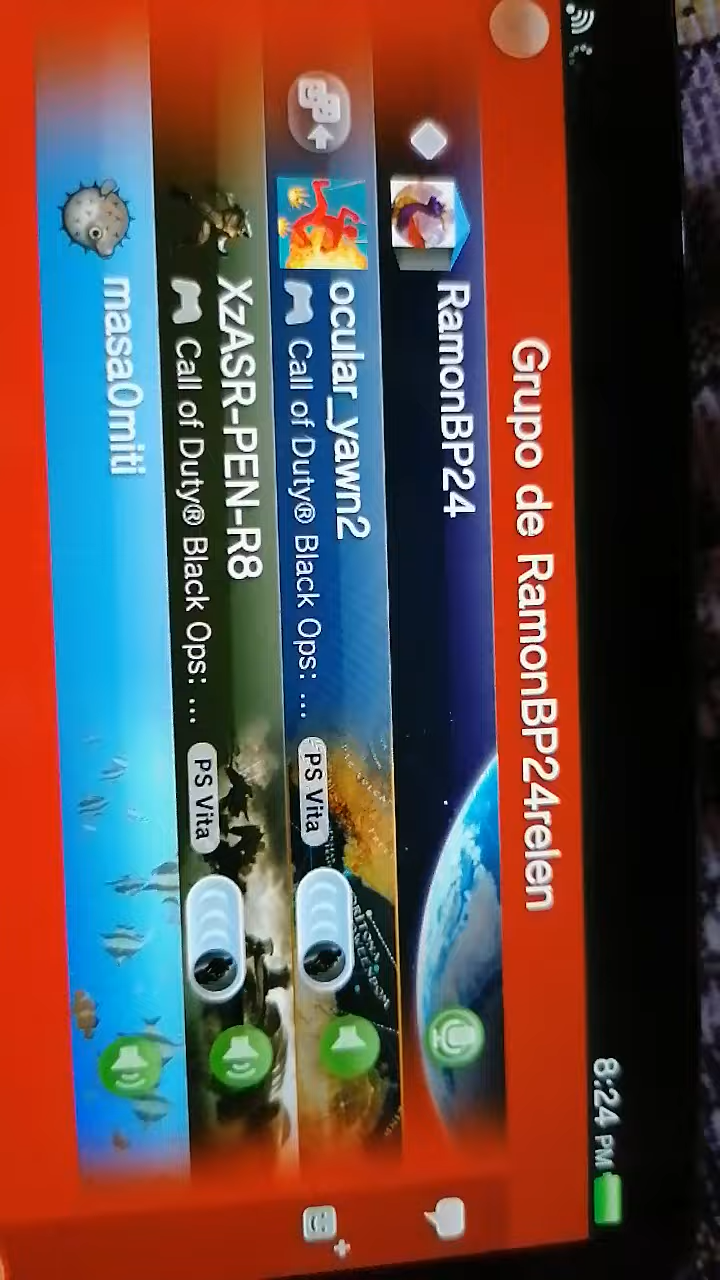 8:24 PM
Grupo de RamonBP24relen
RamonBP24
ocular_yawn2
Call of Duty® Black Ops: ... PS Vita
XzASR-PEN-R8
Call of Duty® Black Ops: ... PS Vita
masa0miti